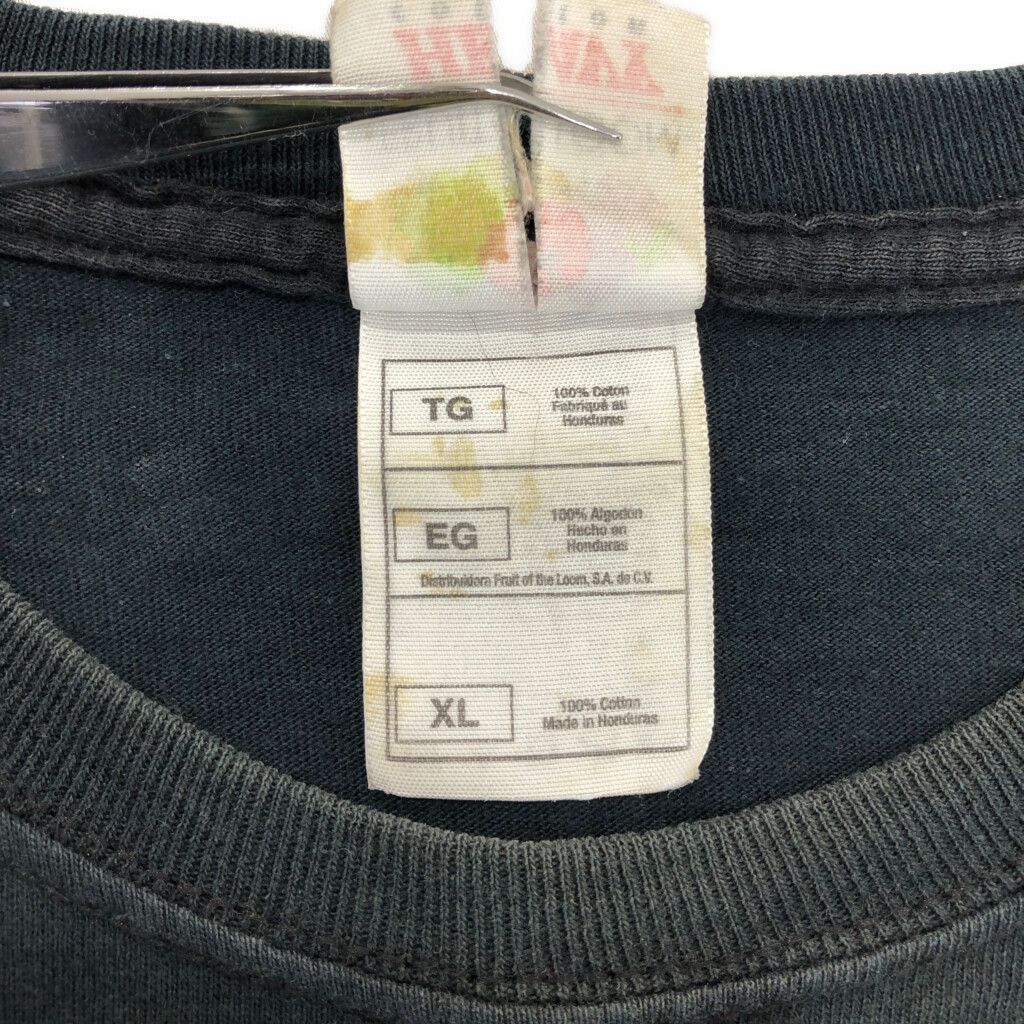 TG
100% Coton
Fabriqué au
Honduras
EG
100% Algodon
Hecho en
Honduras
Distribuidora Fruit of the Loom, S.A. de C.V.
XL
100% Cotton
Made in Honduras